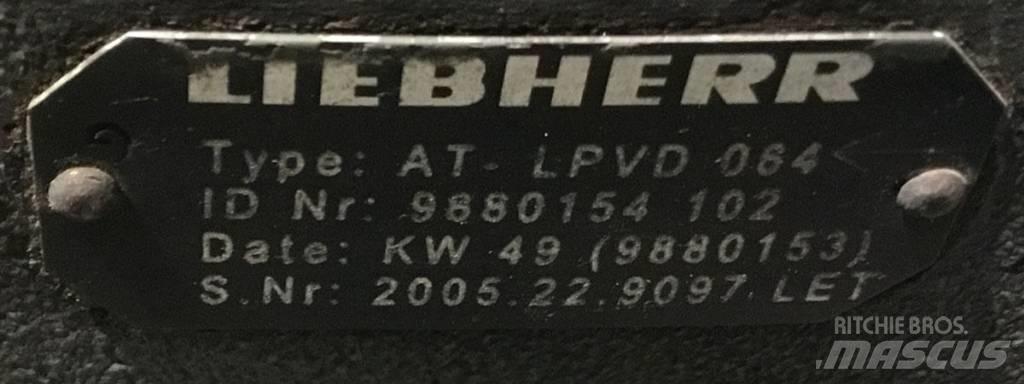 LIEBHERR
Type: AT- LPVD 064
ID Nr: 9880154 102
Date: KW 49 (9880153)
S.Nr: 2005.22.9097.LET
RITCHIE BROS.
MASCUS